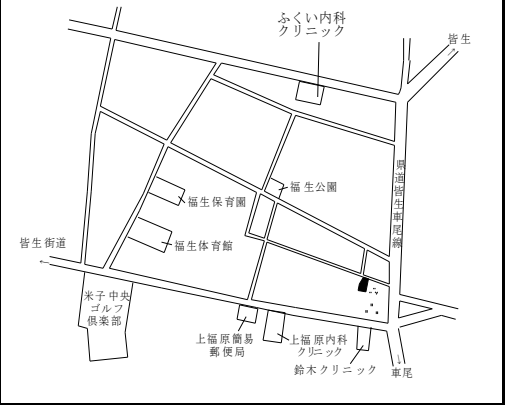 ふくい内科
クリニック
皆生
県道皆生車尾線
福生公園
福生保育園
福生体育館
皆生街道
米子中央
ゴルフ
倶楽部
上福原簡易
郵便局
上福原内科
クリニック
鈴木クリニック
車尾